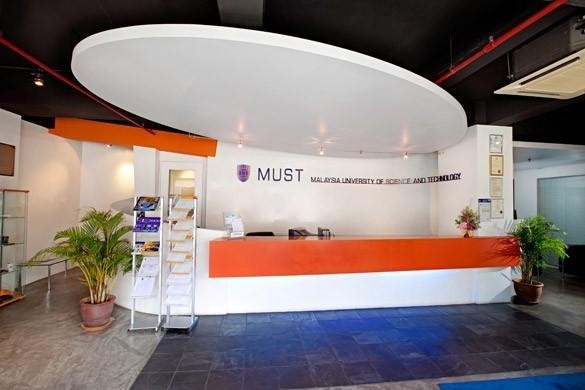 MUST MALAYSIA UNIVERSITY OF SCIENCE AND TECHNOLOGY